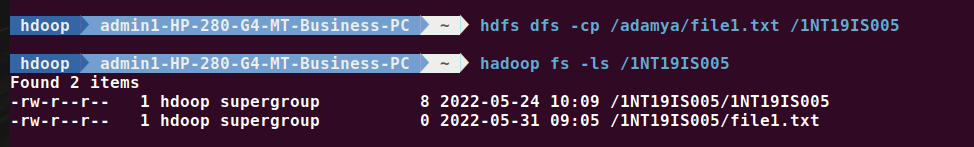 hdoop admin1-HP-280-G4-MT-Business-PC ~ hdfs dfs -cp /adamya/file1.txt /1NT19IS005
hdoop admin1-HP-280-G4-MT-Business-PC ~ hadoop fs -ls /1NT19IS005
Found 2 items
-rw-r--r--   1 hdoop supergroup          8 2022-05-24 10:09 /1NT19IS005/1NT19IS005
-rw-r--r--   1 hdoop supergroup          0 2022-05-31 09:05 /1NT19IS005/file1.txt